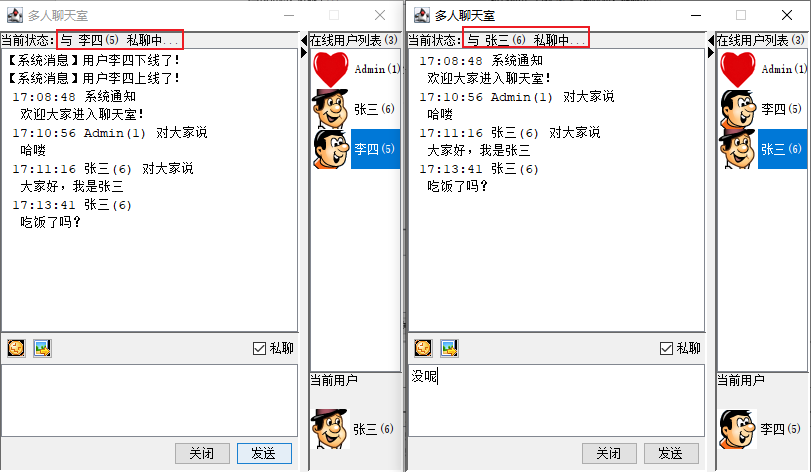 多人聊天室
当前状态:与 李四(5) 私聊中...
【系统消息】用户李四下线了!
【系统消息】用户李四上线了!
17:08:48 系统通知
欢迎大家进入聊天室!
17:10:56 Admin(1) 对大家说
哈喽
17:11:16 张三(6) 对大家说
大家好，我是张三
17:13:41 张三(6)
吃饭了吗?
私聊
关闭
发送
在线用户列表(3)
Admin(1)
张三(6)
李四(5)
当前用户
张三(6)
多人聊天室
当前状态:与 张三(6) 私聊中...
17:08:48 系统通知
欢迎大家进入聊天室!
17:10:56 Admin(1) 对大家说
哈喽
17:11:16 张三(6) 对大家说
大家好，我是张三
17:13:41 张三(6)
吃饭了吗?
私聊
没呢
关闭
发送
在线用户列表(3)
Admin(1)
李四(5)
张三(6)
当前用户
李四(5)